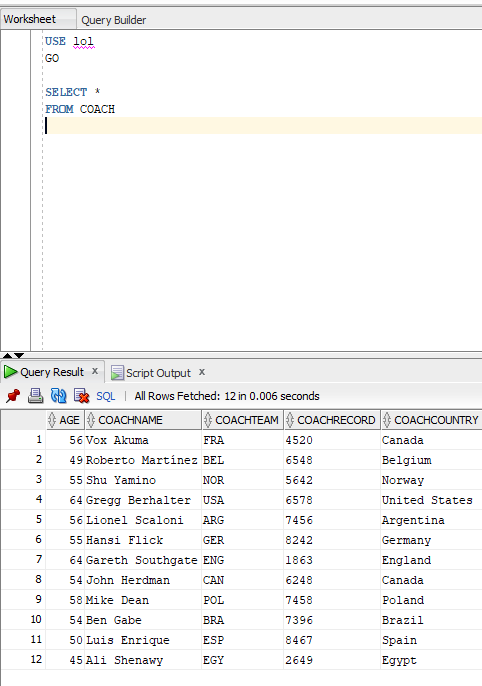 Worksheet Query Builder
USE lol
GO
SELECT *
FROM COACH
Query Result x Script Output x
SQL | All Rows Fetched: 12 in 0.006 seconds
AGE COACHNAME COACHTEAM COACHRECORD COACHCOUNTRY
1 56 Vox Akuma FRA 4520 Canada
2 49 Roberto Martínez BEL 6548 Belgium
3 55 Shu Yamino NOR 5642 Norway
4 64 Gregg Berhalter USA 6578 United States
5 56 Lionel Scaloni ARG 7456 Argentina
6 55 Hansi Flick GER 8242 Germany
7 64 Gareth Southgate ENG 1863 England
8 54 John Herdman CAN 6248 Canada
9 58 Mike Dean POL 7458 Poland
10 54 Ben Gabe BRA 7396 Brazil
11 50 Luis Enrique ESP 8467 Spain
12 45 Ali Shenawy EGY 2649 Egypt